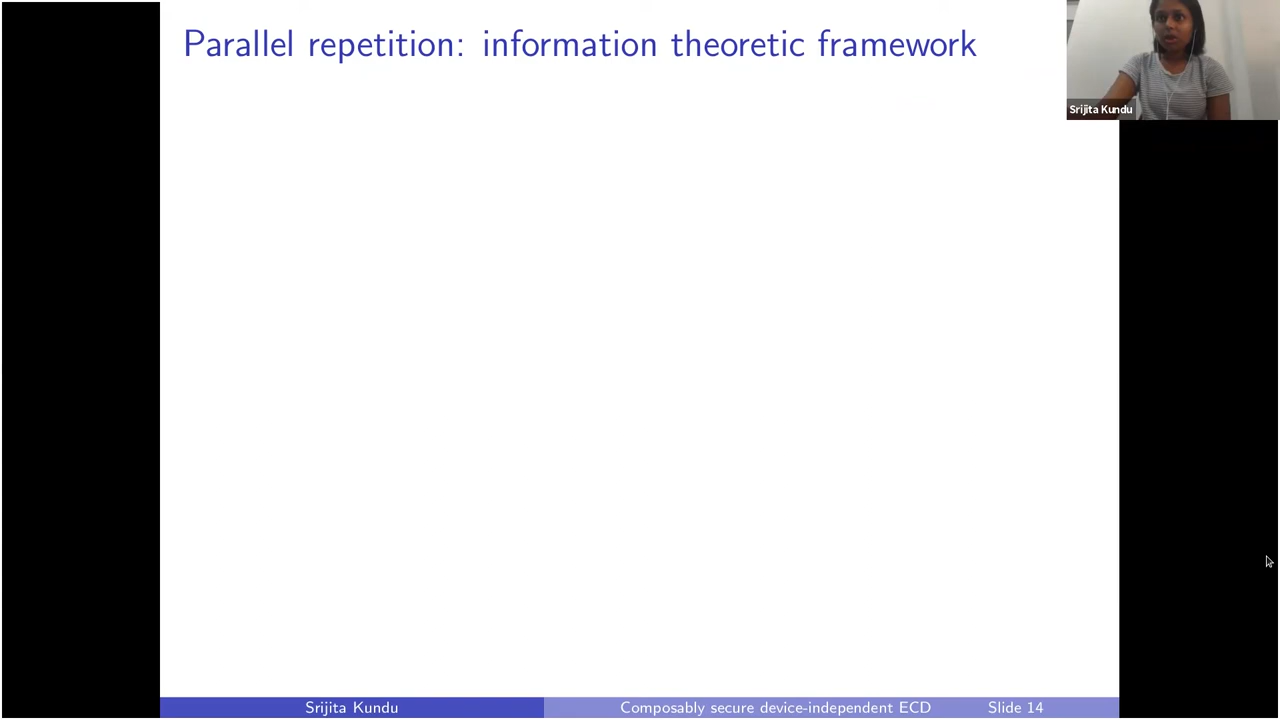 Parallel repetition: information theoretic framework
Srijita Kundu
Srijita Kundu
Composably secure device-independent ECD
Slide 14